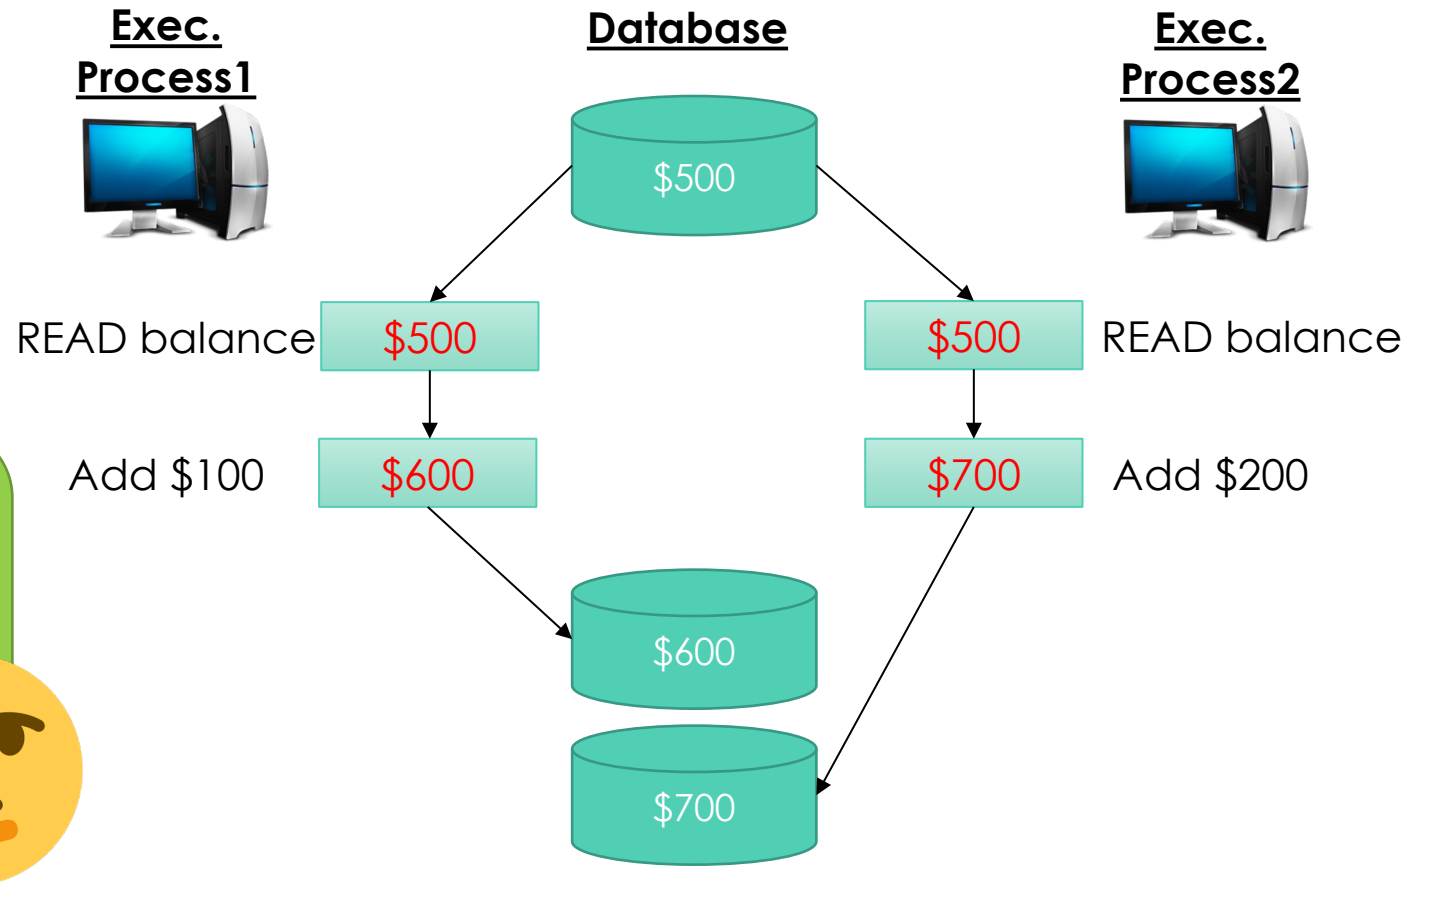 Exec.
Process1
Database
Exec.
Process2
$500
READ balance
$500
$500
READ balance
Add $100
$600
$700
Add $200
$600
$700